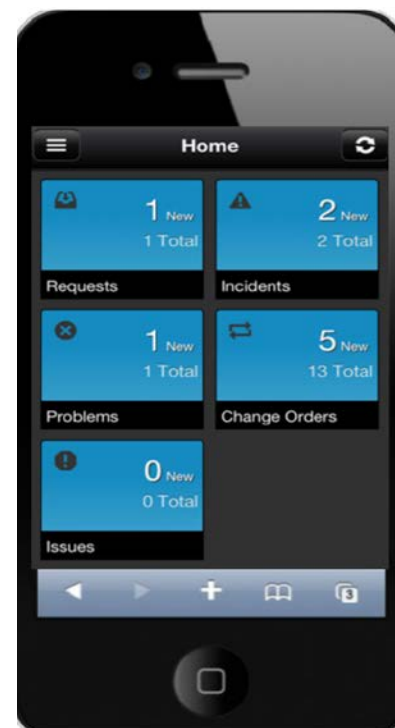 Home
1 New
1 Total
Requests
2 New
2 Total
Incidents
1 New
1 Total
Problems
5 New
13 Total
Change Orders
0 New
0 Total
Issues
3